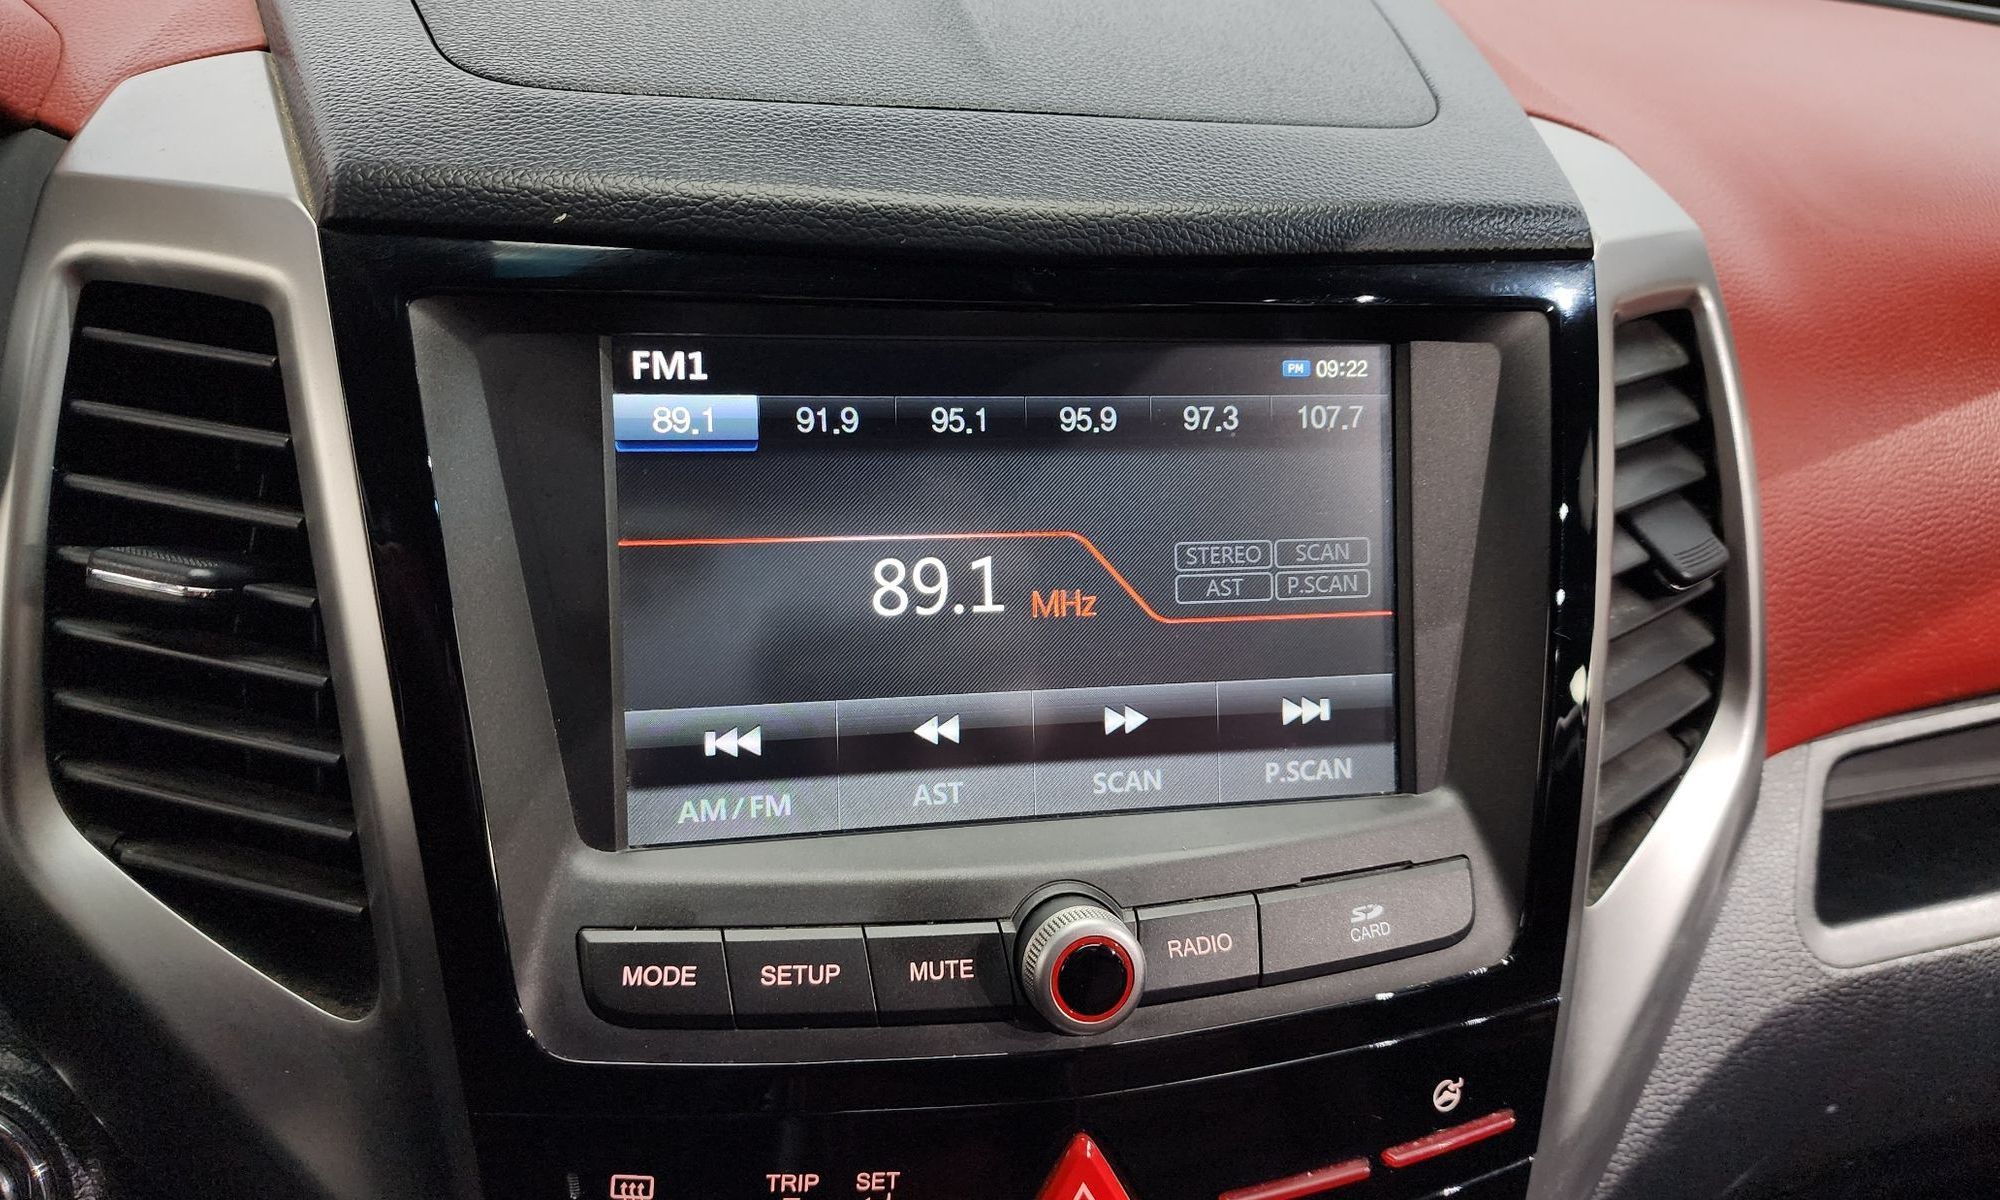 FM1 PM 09:22
89.1 91.9 95.1 95.9 97.3 107.7
89.1 MHz
STEREO SCAN
AST P.SCAN
AM/FM AST SCAN P.SCAN
MODE SETUP MUTE RADIO SD CARD
TRIP SET